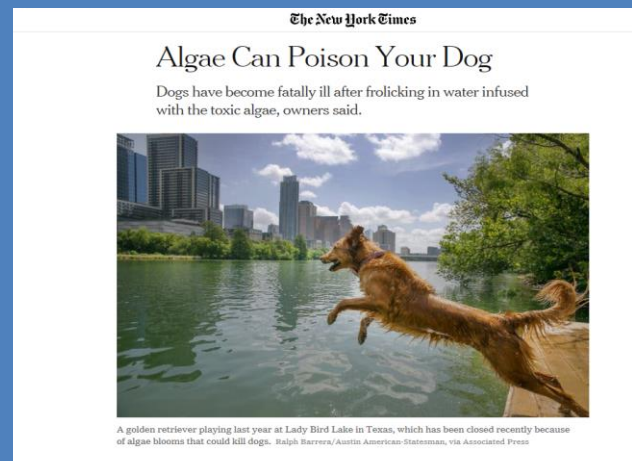 The New York Times
Algae Can Poison Your Dog
Dogs have become fatally ill after frolicking in water infused
with the toxic algae, owners said.
A golden retriever playing last year at Lady Bird Lake in Texas, which has been closed recently because
of algae blooms that could kill dogs. Ralph Barrera/Austin American-Statesman, via Associated Press